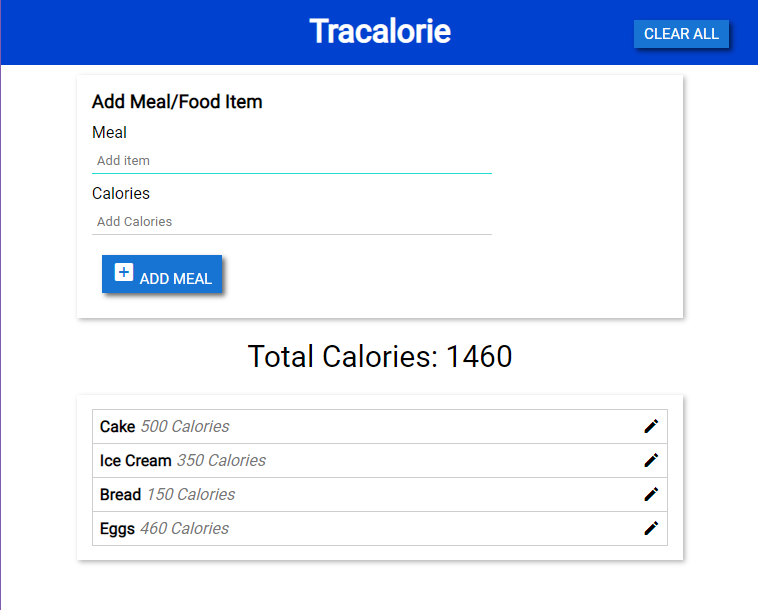 Tracalorie
CLEAR ALL
Add Meal/Food Item
Meal
Add item
Calories
Add Calories
ADD MEAL
Total Calories: 1460
Cake 500 Calories
Ice Cream 350 Calories
Bread 150 Calories
Eggs 460 Calories